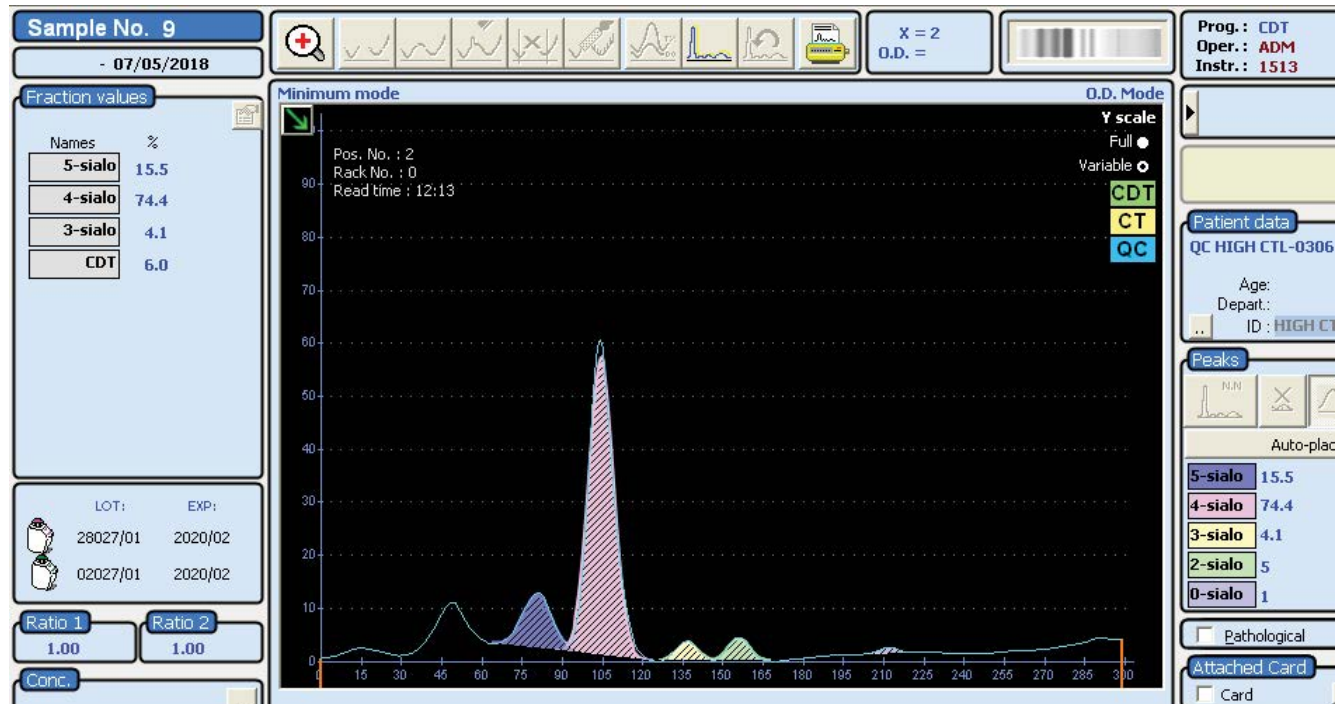 Sample No. 9
- 07/05/2018
X = 2
O.D. =
Prog.: CDT
Oper.: ADM
Instr.: 1513
Fraction values
Names %
5-sialo 15.5
4-sialo 74.4
3-sialo 4.1
CDT 6.0
LOT: EXP:
28027/01 2020/02
02027/01 2020/02
Ratio 1 Ratio 2
1.00 1.00
Conc.
Minimum mode O.D. Mode
Y scale
Full
Variable
CDT
CT
QC
Pos. No. : 2
Rack No. : 0
Read time : 12:13
90
80
70
60
50
40
30
20
10
0
0 15 30 45 60 75 90 105 120 135 150 165 180 195 210 225 240 255 270 285 300
Patient data
QC HIGH CTL-0306
Age:
Depart.:
.. ID : HIGH CT
Peaks
N.N
Auto-plac
5-sialo 15.5
4-sialo 74.4
3-sialo 4.1
2-sialo 5
0-sialo 1
Pathological
Attached Card
Card